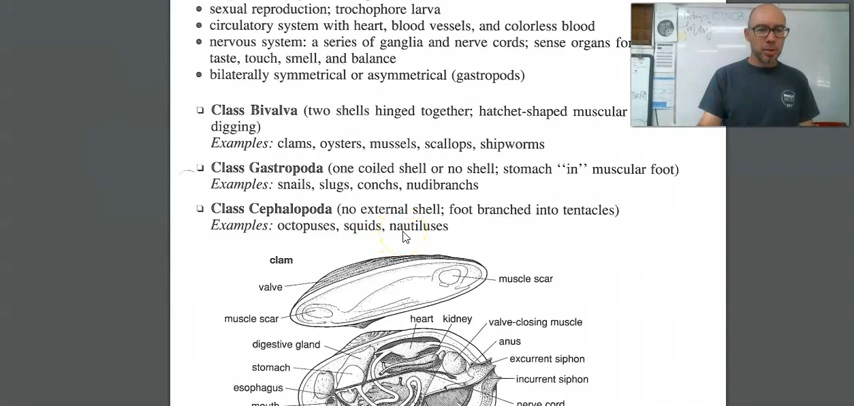 sexual reproduction; trochophore larva
circulatory system with heart, blood vessels, and colorless blood
nervous system: a series of ganglia and nerve cords; sense organs for
taste, touch, smell, and balance
bilaterally symmetrical or asymmetrical (gastropods)
Class Bivalva (two shells hinged together; hatchet-shaped muscular
digging)
Examples: clams, oysters, mussels, scallops, shipworms
Class Gastropoda (one coiled shell or no shell; stomach “in” muscular foot)
Examples: snails, slugs, conchs, nudibranchs
Class Cephalopoda (no external shell; foot branched into tentacles)
Examples: octopuses, squids, nautiluses
clam
valve
muscle scar
muscle scar
heart kidney
valve-closing muscle
digestive gland
anus
excurrent siphon
stomach
incurrent siphon
esophagus
mouth
nerve cord